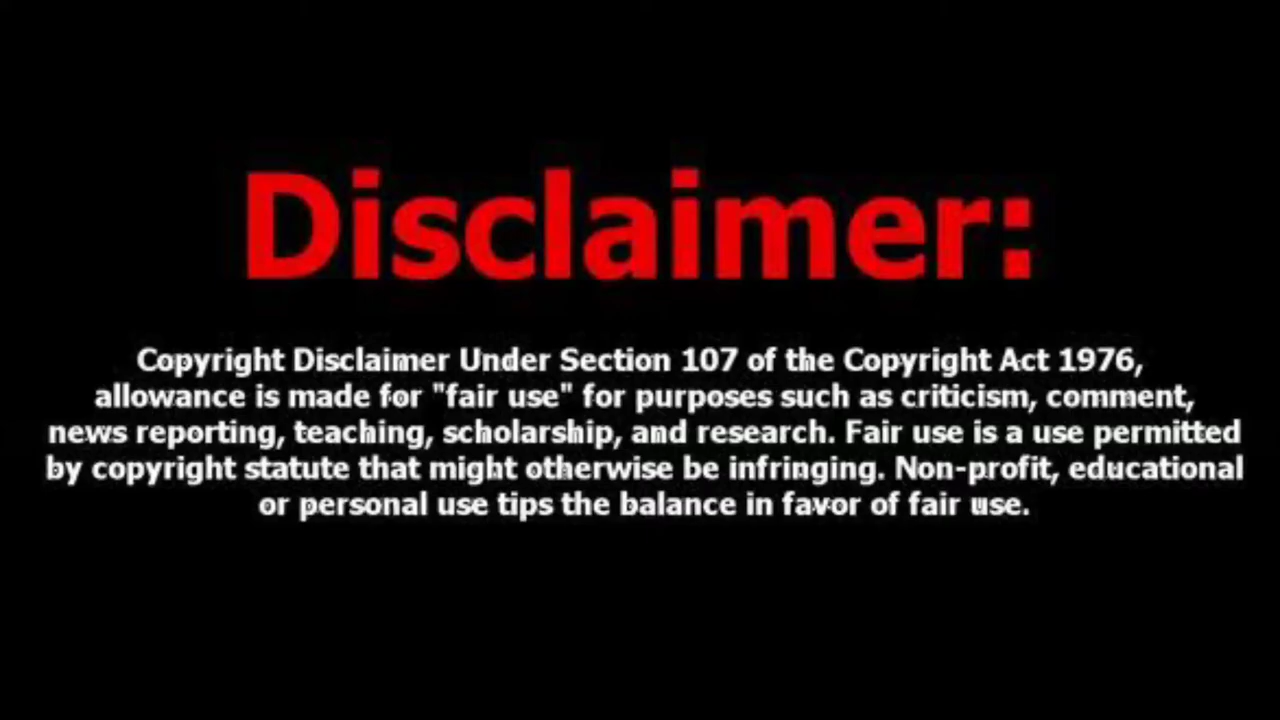 Disclaimer:
Copyright Disclaimer Under Section 107 of the Copyright Act 1976,
allowance is made for "fair use" for purposes such as criticism, comment,
news reporting, teaching, scholarship, and research. Fair use is a use permitted
by copyright statute that might otherwise be infringing. Non-profit, educational
or personal use tips the balance in favor of fair use.